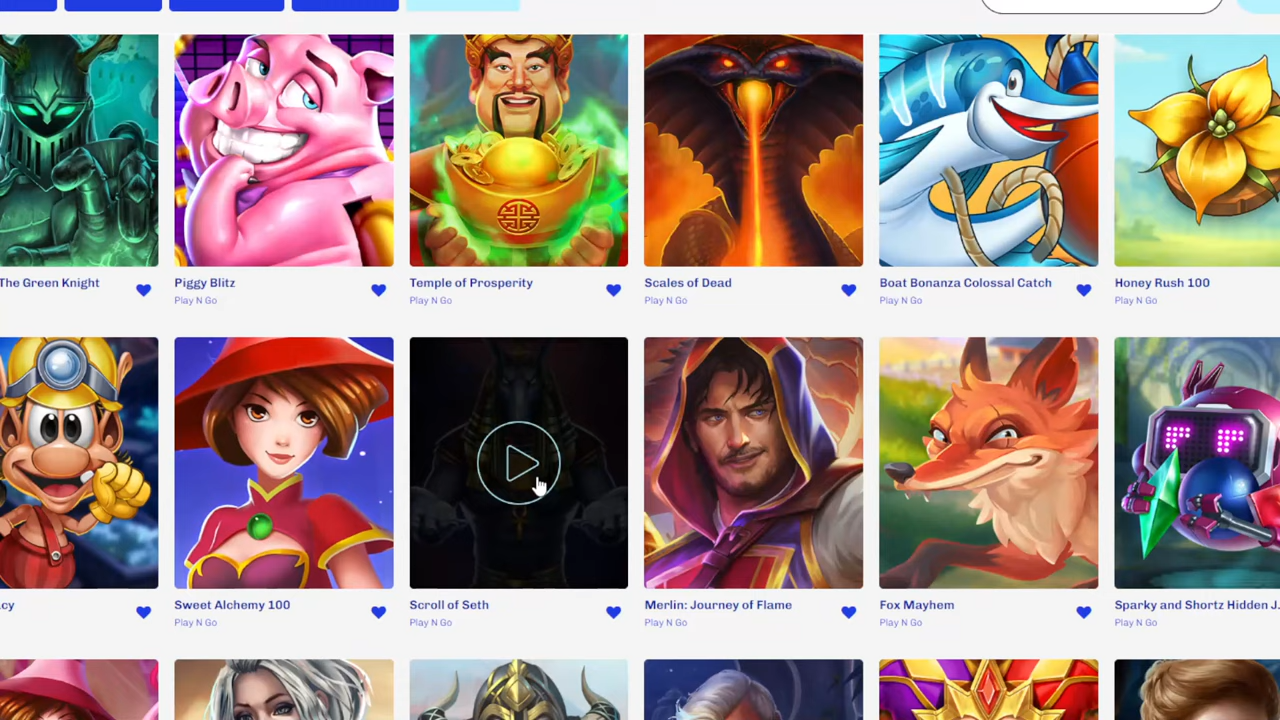 The Green Knight
Play N Go
Piggy Blitz
Play N Go
Temple of Prosperity
Play N Go
Scales of Dead
Play N Go
Boat Bonanza Colossal Catch
Play N Go
Honey Rush 100
Play N Go
cy
Sweet Alchemy 100
Play N Go
Scroll of Seth
Play N Go
Merlin: Journey of Flame
Play N Go
Fox Mayhem
Play N Go
Sparky and Shortz Hidden J...
Play N Go